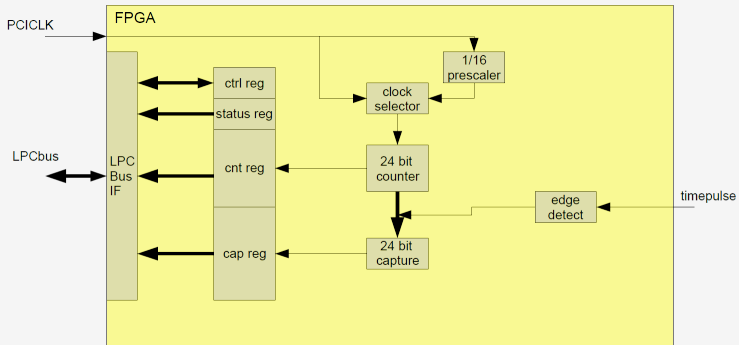 FPGA
PCICLK
1/16
prescaler
ctrl reg
clock
selector
status reg
LPCbus
LPC
Bus
IF
cnt reg
24 bit
counter
timepulse
edge
detect
cap reg
24 bit
capture